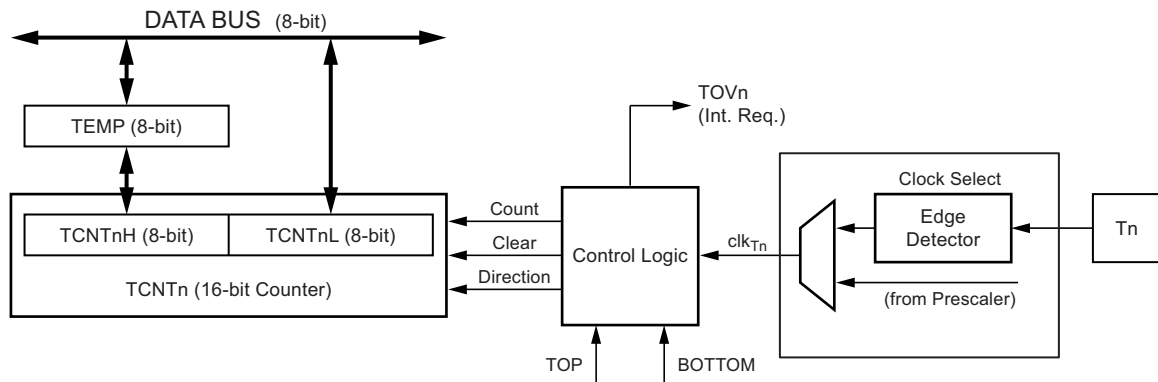 DATA BUS (8-bit)
TEMP (8-bit)
TCNTnH (8-bit)
TCNTnL (8-bit)
TCNTn (16-bit Counter)
Count
Clear
Direction
TOVn
(Int. Req.)
Control Logic
TOP
BOTTOM
clkTn
Clock Select
Edge
Detector
(from Prescaler)
Tn